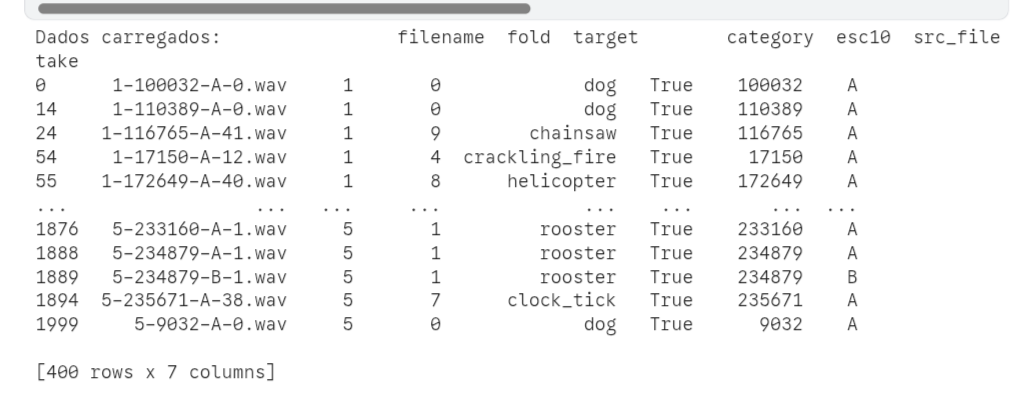 Dados carregados:                filename  fold  target        category  esc10  src_file
take
0      1-100032-A-0.wav     1       0             dog   True    100032    A
14     1-110389-A-0.wav     1       0             dog   True    110389    A
24    1-116765-A-41.wav     1       9        chainsaw   True    116765    A
54     1-17150-A-12.wav     1       4  crackling_fire   True     17150    A
55    1-172649-A-40.wav     1       8      helicopter   True    172649    A
...                 ...   ...     ...             ...    ...       ...  ...
1876   5-233160-A-1.wav     5       1         rooster   True    233160    A
1888   5-234879-A-1.wav     5       1         rooster   True    234879    A
1889   5-234879-B-1.wav     5       1         rooster   True    234879    B
1894  5-235671-A-38.wav     5       7      clock_tick   True    235671    A
1999     5-9032-A-0.wav     5       0             dog   True      9032    A
[400 rows x 7 columns]